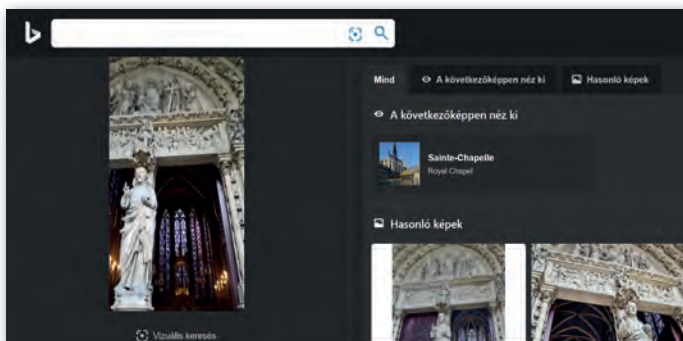 Mind
A következőképpen néz ki
Hasonló képek
A következőképpen néz ki
Sainte-Chapelle
Royal Chapel
Hasonló képek
Vizuális keresés